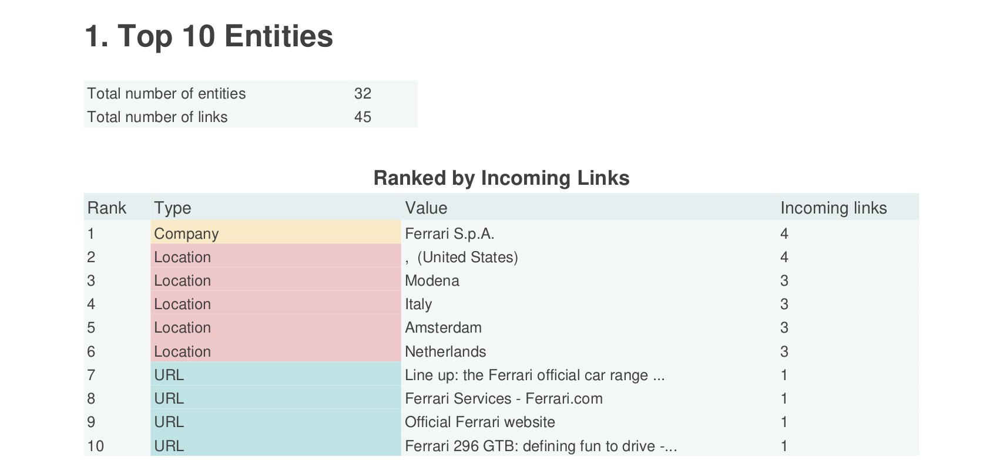 1. Top 10 Entities
Total number of entities 32
Total number of links 45
Ranked by Incoming Links
Rank Type Value Incoming links
1 Company Ferrari S.p.A. 4
2 Location ,  (United States) 4
3 Location Modena 3
4 Location Italy 3
5 Location Amsterdam 3
6 Location Netherlands 3
7 URL Line up: the Ferrari official car range ... 1
8 URL Ferrari Services - Ferrari.com 1
9 URL Official Ferrari website 1
10 URL Ferrari 296 GTB: defining fun to drive -... 1